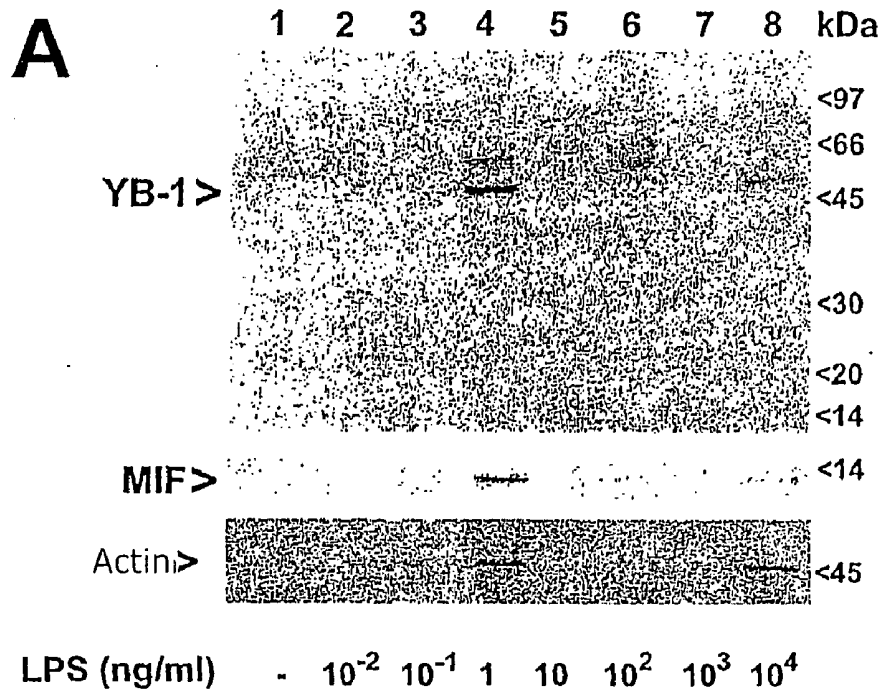 A
1 2 3 4 5 6 7 8 kDa
<97
<66
YB-1>
<45
<30
<20
<14
MIF>
<14
Actin>
<45
LPS (ng/ml) - 10⁻² 10⁻¹ 1 10 10² 10³ 10⁴